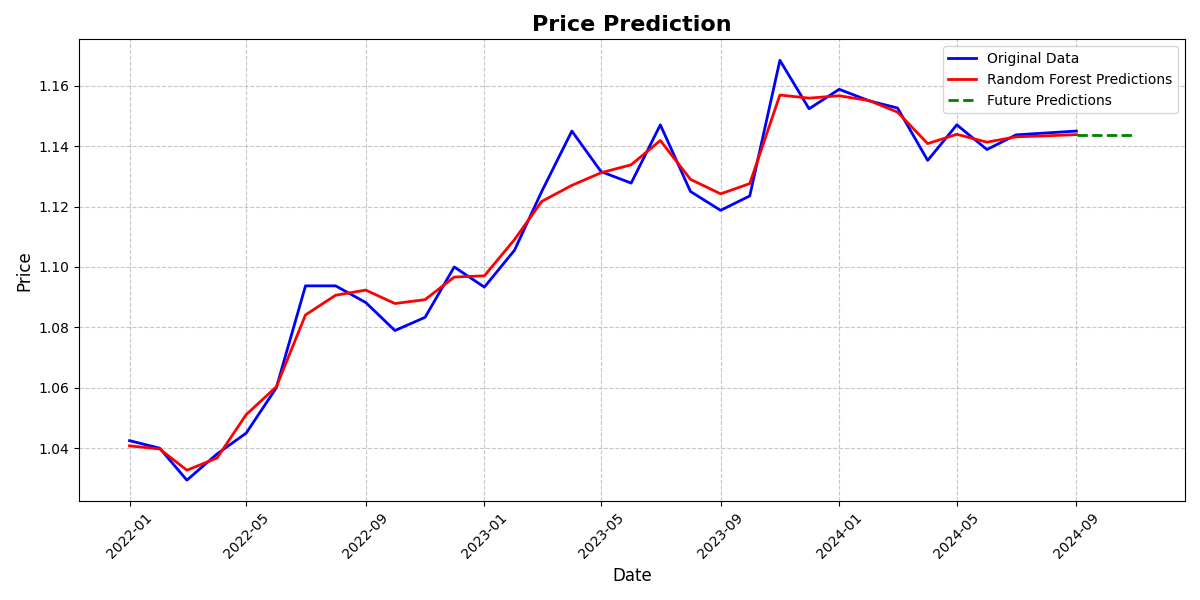 Price Prediction
Original Data
Random Forest Predictions
Future Predictions
Price
1.16
1.14
1.12
1.10
1.08
1.06
1.04
2022-01
2022-05
2022-09
2023-01
2023-05
2023-09
2024-01
2024-05
2024-09
Date